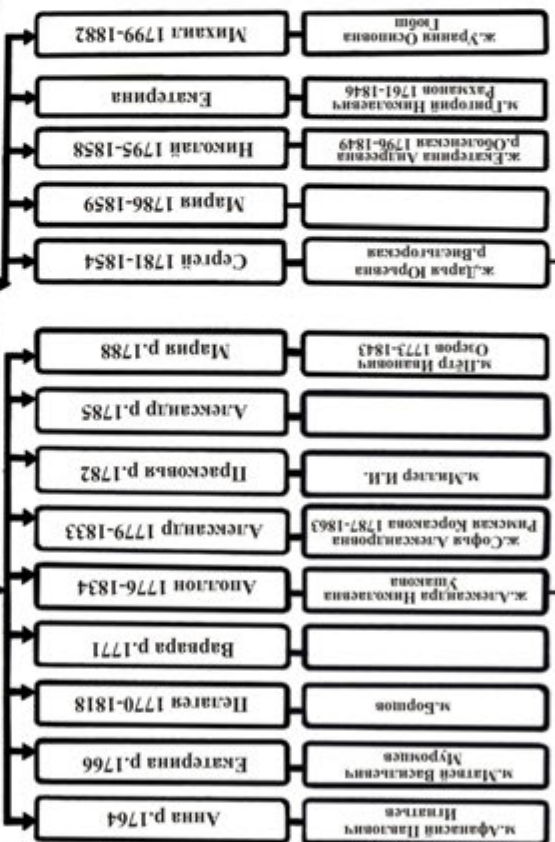 м.Афанасий Павлович
Игнатьев
Анна р.1764
м.Матвей Васильевич
Муромцев
Екатерина р.1766
м.Борщов
Пелагея 1770-1818
Варвара р.1771
ж.Александра Николаевна
Ушакова
Аполлон 1776-1834
ж.Софья Александровна
Римская Корсакова 1787-1863
Александр 1779-1833
м.Миллер И.И.
Прасковья р.1782
Александр р.1785
м.Пётр Иванович
Озеров 1773-1843
Мария р.1788
ж.Дарья Юрьевна
р.Виельгорская
Сергей 1781-1854
Мария 1786-1859
ж.Екатерина Андреевна
р.Оболенская 1796-1849
Николай 1795-1858
м.Григорий Николаевич
Рахманов 1761-1846
Екатерина
ж.Урания Осиповна
Гюбш
Михаил 1799-1882